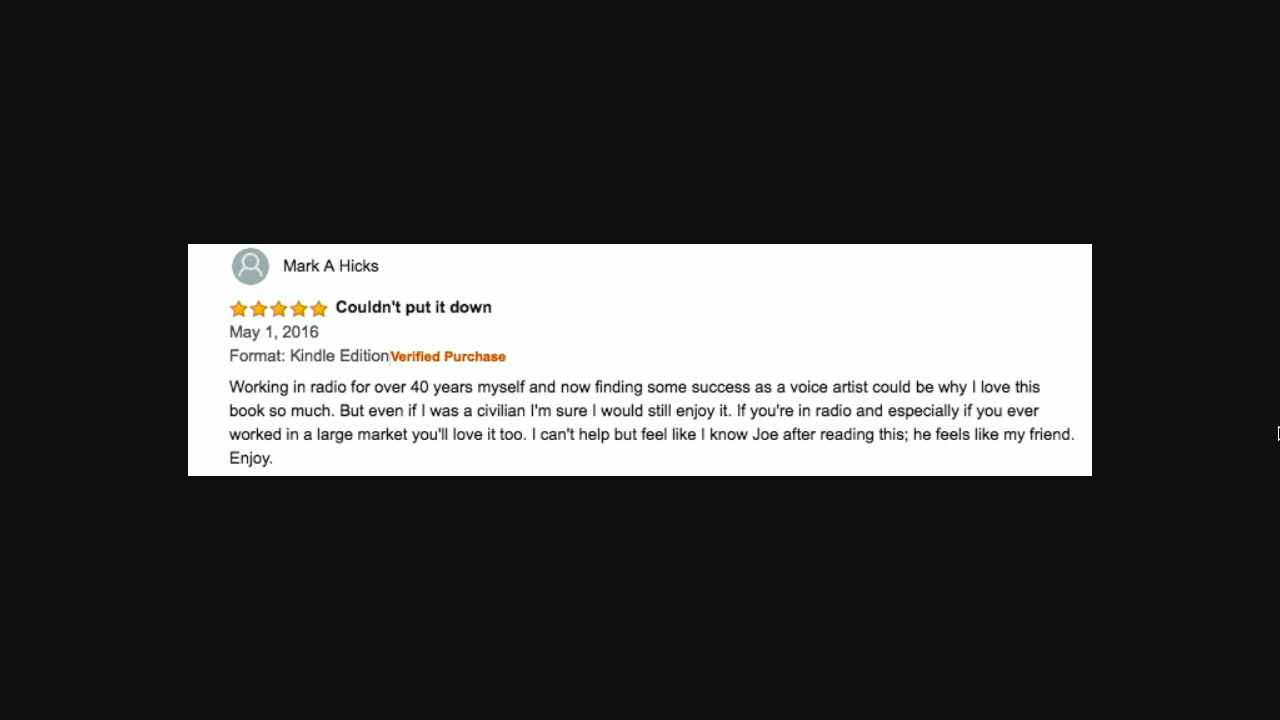 Mark A Hicks
Couldn't put it down
May 1, 2016
Format: Kindle Edition Verified Purchase
Working in radio for over 40 years myself and now finding some success as a voice artist could be why I love this
book so much. But even if I was a civilian I'm sure I would still enjoy it. If you're in radio and especially if you ever
worked in a large market you'll love it too. I can't help but feel like I know Joe after reading this; he feels like my friend.
Enjoy.